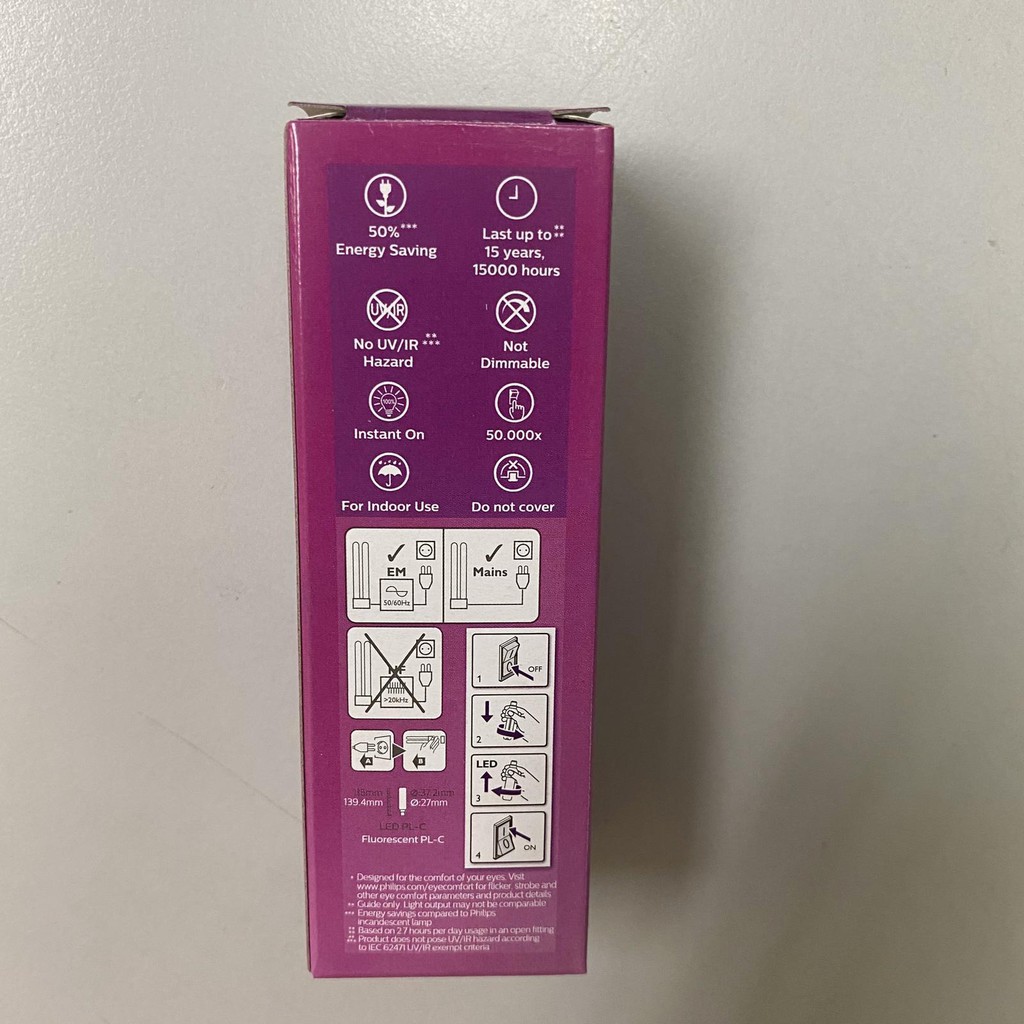 50%***
Energy Saving
Last up to****
15 years,
15000 hours
UV/IR
No UV/IR *****
Hazard
Not
Dimmable
100%
Instant On
50.000x
For Indoor Use
Do not cover
EM
50/60Hz
Mains
HF
>20kHz
1
OFF
2
LED
3
4
ON
A
B
139.4mm
Ø:37.2mm
Ø:27mm
LED PL-C
Fluorescent PL-C
* Designed for the comfort of your eyes. Visit
www.philips.com/eyecomfort for flicker, strobe and
other eye comfort parameters and product details
** Guide only. Light output may not be comparable
*** Energy savings compared to Philips
incandescent lamp
**** Based on 2.7 hours per day usage in an open fitting
***** Product does not pose UV/IR hazard according
to IEC 62471 UV/IR exempt criteria